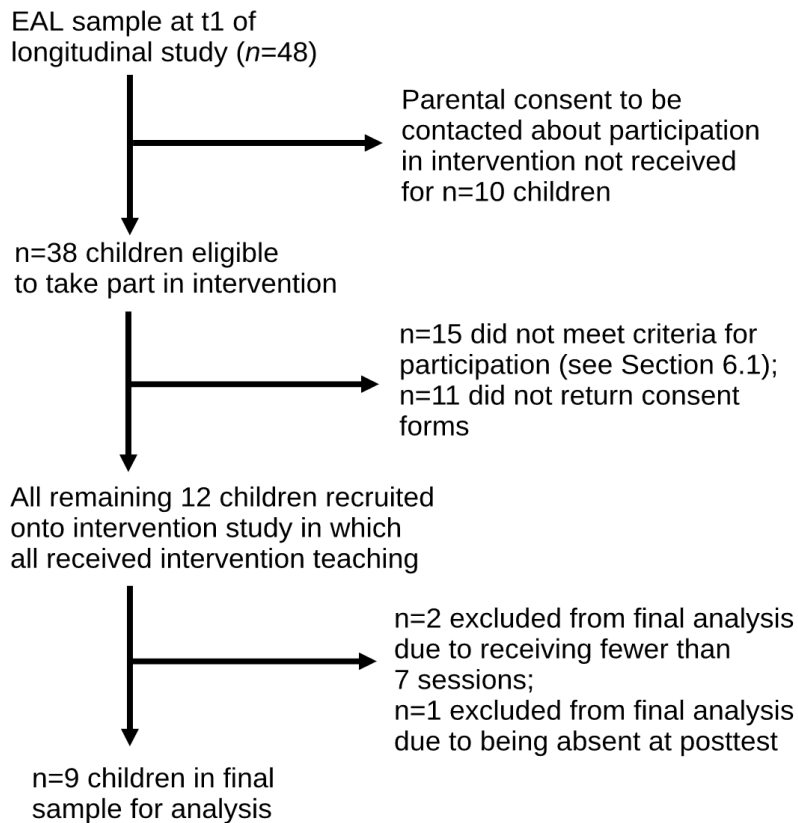 EAL sample at t1 of
longitudinal study (n=48)
Parental consent to be
contacted about participation
in intervention not received
for n=10 children
n=38 children eligible
to take part in intervention
n=15 did not meet criteria for
participation (see Section 6.1);
n=11 did not return consent
forms
All remaining 12 children recruited
onto intervention study in which
all received intervention teaching
n=2 excluded from final analysis
due to receiving fewer than
7 sessions;
n=1 excluded from final analysis
due to being absent at posttest
n=9 children in final
sample for analysis